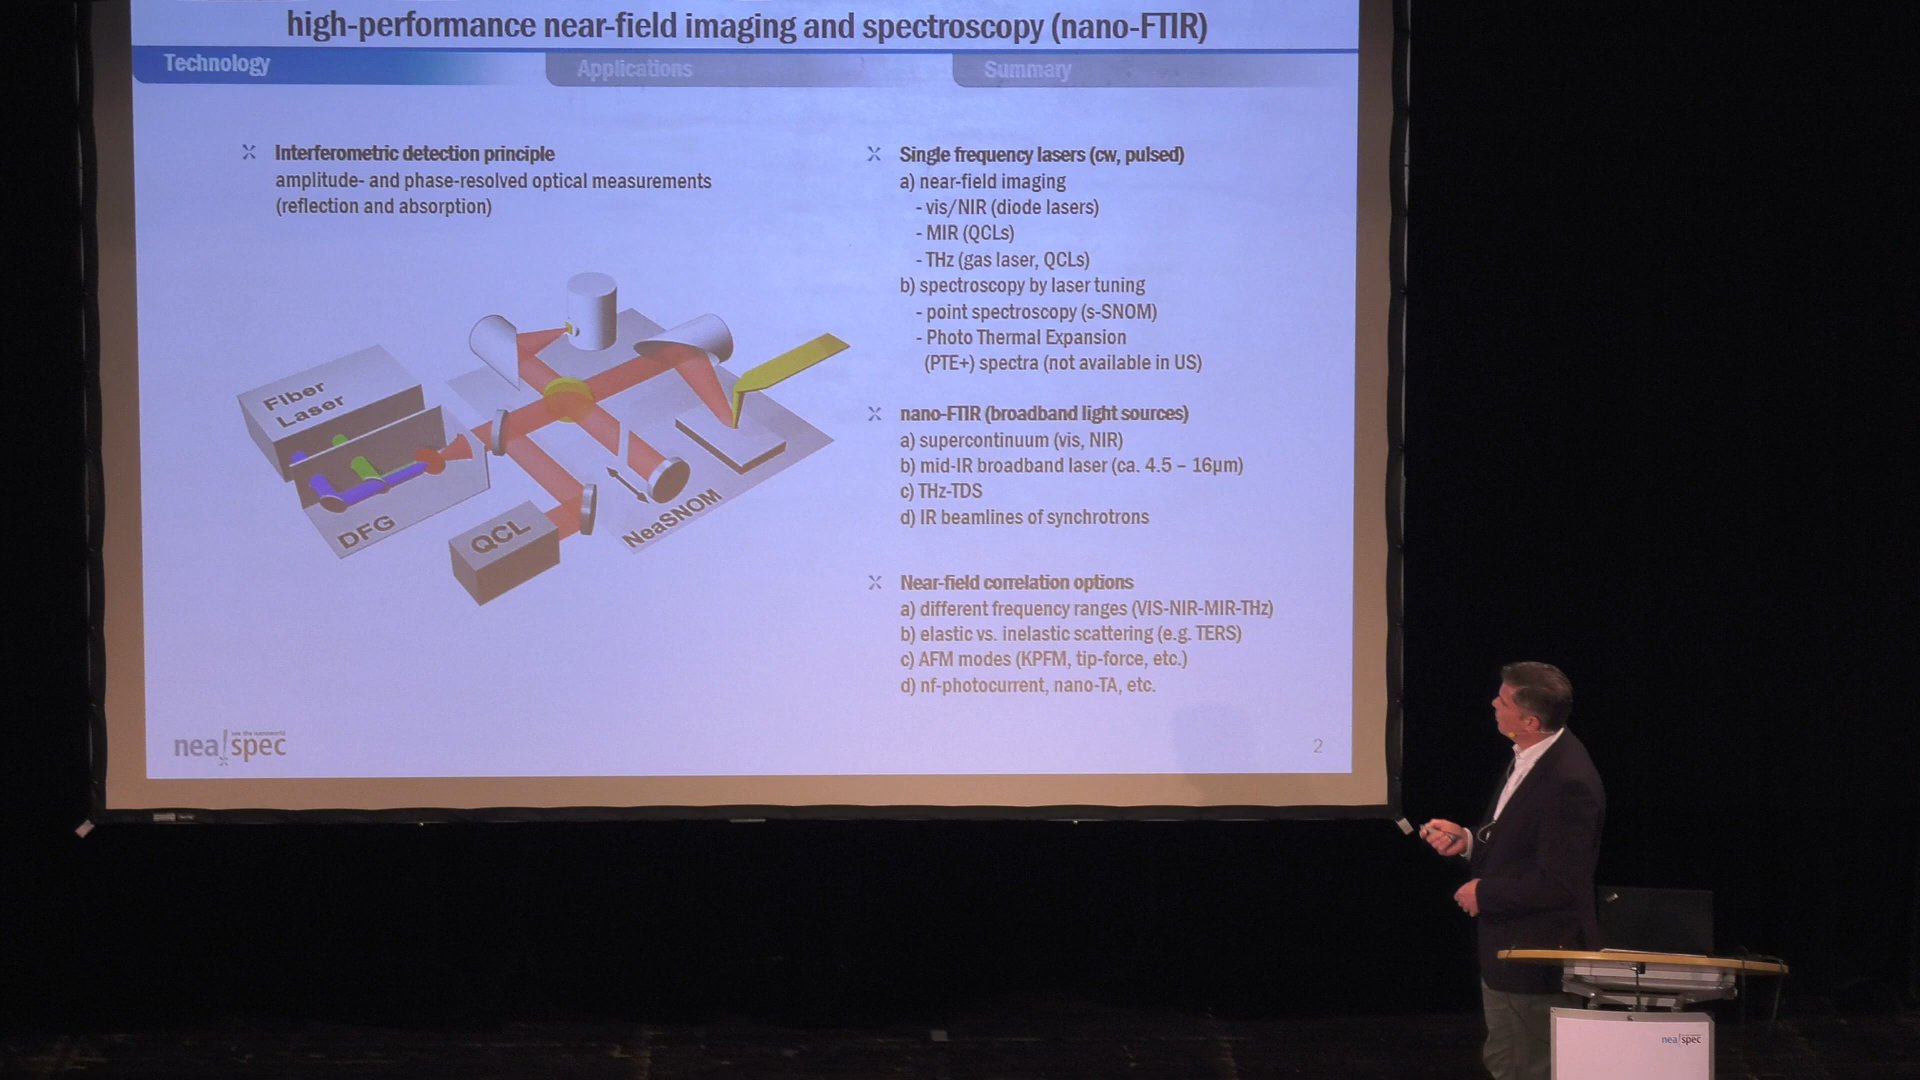 high-performance near-field imaging and spectroscopy (nano-FTIR)
Technology
Applications
Summary
Interferometric detection principle
amplitude- and phase-resolved optical measurements
(reflection and absorption)
Fiber
Laser
DFG
QCL
NeaSNOM
Single frequency lasers (cw, pulsed)
a) near-field imaging
- vis/NIR (diode lasers)
- MIR (QCLs)
- THz (gas laser, QCLs)
b) spectroscopy by laser tuning
- point spectroscopy (s-SNOM)
- Photo Thermal Expansion
(PTE+) spectra (not available in US)
nano-FTIR (broadband light sources)
a) supercontinuum (vis, NIR)
b) mid-IR broadband laser (ca. 4.5 – 16µm)
c) THz-TDS
d) IR beamlines of synchrotrons
Near-field correlation options
a) different frequency ranges (VIS-NIR-MIR-THz)
b) elastic vs. inelastic scattering (e.g. TERS)
c) AFM modes (KPFM, tip-force, etc.)
d) nf-photocurrent, nano-TA, etc.
see the nanoworld
nea spec
2
nea spec